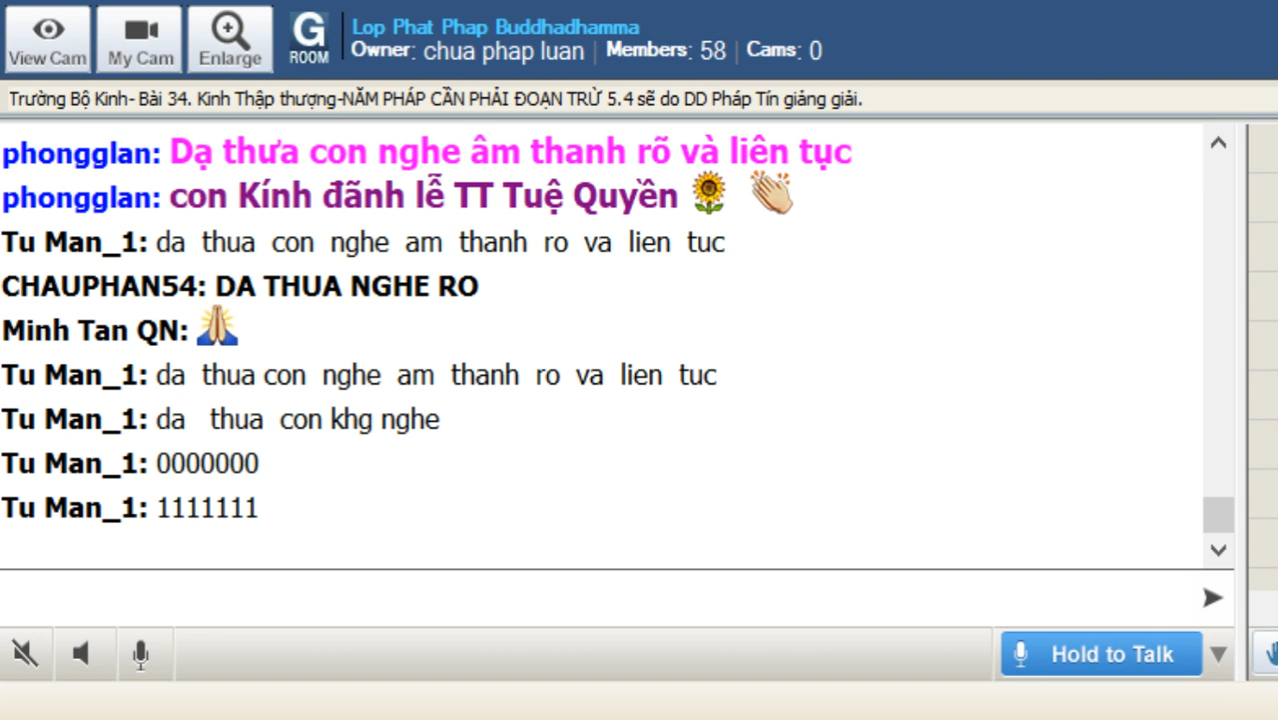 View Cam
My Cam
Enlarge
G
ROOM
Lop Phat Phap Buddhadhamma
Owner: chua phap luan | Members: 58 | Cams: 0
Trường Bộ Kinh- Bài 34. Kinh Thập thượng-NĂM PHÁP CẦN PHẢI ĐOẠN TRỪ 5.4 sẽ do DD Pháp Tín giảng giải.
phongglan: Dạ thưa con nghe âm thanh rõ và liên tục
phongglan: con Kính đãnh lễ TT Tuệ Quyền
Tu Man_1: da thua con nghe am thanh ro va lien tuc
CHAUPHAN54: DA THUA NGHE RO
Minh Tan QN:
Tu Man_1: da thua con nghe am thanh ro va lien tuc
Tu Man_1: da thua con khg nghe
Tu Man_1: 0000000
Tu Man_1: 1111111
Hold to Talk